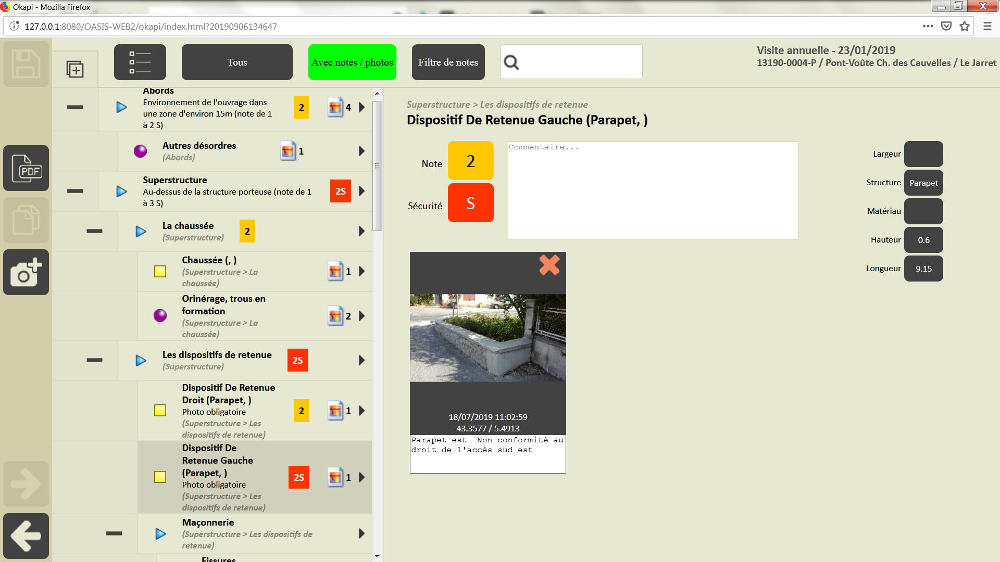 Okapi - Mozilla Firefox
127.0.0.1:8080/OASIS-WEB2/okapi/index.html?20190906134647
Tous
Avec notes / photos
Filtre de notes
Visite annuelle - 23/01/2019
13190-0004-P / Pont-Voûte Ch. des Cauvelles / Le Jarret
Abords
Environnement de l'ouvrage dans
une zone d'environ 15m (note de 1
à 2 S)
2
4
Autres désordres
(Abords)
1
Superstructure
Au-dessus de la structure porteuse (note de 1
à 3 S)
2S
La chaussée
(Superstructure)
2
Chaussée (, )
(Superstructure > La
chaussée)
1
Orinérage, trous en
formation
(Superstructure > La
chaussée)
2
Les dispositifs de retenue
(Superstructure)
2S
Dispositif De Retenue
Droit (Parapet, )
Photo obligatoire
(Superstructure > Les
dispositifs de retenue)
2
1
Dispositif De
Retenue Gauche
(Parapet, )
Photo obligatoire
(Superstructure > Les
dispositifs de retenue)
2S
1
Maçonnerie
(Superstructure > Les dispositifs de
retenue)
Fissures
PDF
Superstructure > Les dispositifs de retenue
Dispositif De Retenue Gauche (Parapet, )
Note
2
Sécurité
S
Commentaire...
Largeur
Structure
Parapet
Matériau
Hauteur
0.6
Longueur
9.15
18/07/2019 11:02:59
43.3577 / 5.4913
Parapet est  Non conformité au
droit de l'accès sud est